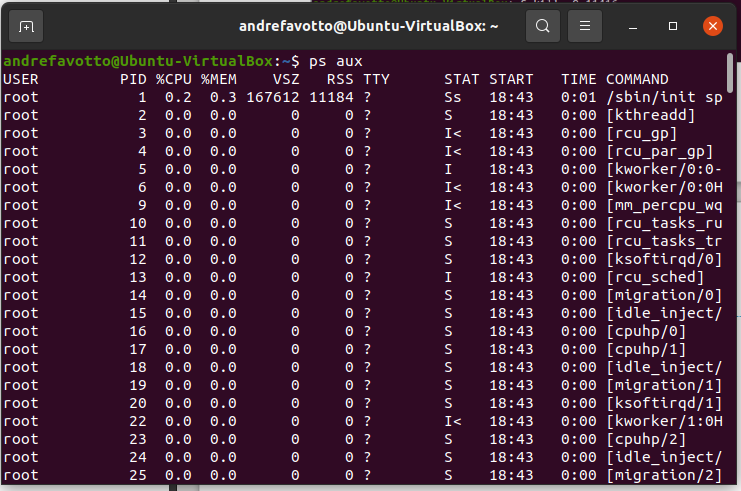 andrefavotto@Ubuntu-VirtualBox: ~
andrefavotto@Ubuntu-VirtualBox:~$ ps aux
USER PID %CPU %MEM VSZ RSS TTY STAT START TIME COMMAND
root 1 0.2 0.3 167612 11184 ? Ss 18:43 0:01 /sbin/init sp
root 2 0.0 0.0 0 0 ? S 18:43 0:00 [kthreadd]
root 3 0.0 0.0 0 0 ? I< 18:43 0:00 [rcu_gp]
root 4 0.0 0.0 0 0 ? I< 18:43 0:00 [rcu_par_gp]
root 5 0.0 0.0 0 0 ? I 18:43 0:00 [kworker/0:0-
root 6 0.0 0.0 0 0 ? I< 18:43 0:00 [kworker/0:0H
root 9 0.0 0.0 0 0 ? I< 18:43 0:00 [mm_percpu_wq
root 10 0.0 0.0 0 0 ? S 18:43 0:00 [rcu_tasks_ru
root 11 0.0 0.0 0 0 ? S 18:43 0:00 [rcu_tasks_tr
root 12 0.0 0.0 0 0 ? S 18:43 0:00 [ksoftirqd/0]
root 13 0.0 0.0 0 0 ? I 18:43 0:00 [rcu_sched]
root 14 0.0 0.0 0 0 ? S 18:43 0:00 [migration/0]
root 15 0.0 0.0 0 0 ? S 18:43 0:00 [idle_inject/
root 16 0.0 0.0 0 0 ? S 18:43 0:00 [cpuhp/0]
root 17 0.0 0.0 0 0 ? S 18:43 0:00 [cpuhp/1]
root 18 0.0 0.0 0 0 ? S 18:43 0:00 [idle_inject/
root 19 0.0 0.0 0 0 ? S 18:43 0:00 [migration/1]
root 20 0.0 0.0 0 0 ? S 18:43 0:00 [ksoftirqd/1]
root 22 0.0 0.0 0 0 ? I< 18:43 0:00 [kworker/1:0H
root 23 0.0 0.0 0 0 ? S 18:43 0:00 [cpuhp/2]
root 24 0.0 0.0 0 0 ? S 18:43 0:00 [idle_inject/
root 25 0.0 0.0 0 0 ? S 18:43 0:00 [migration/2]